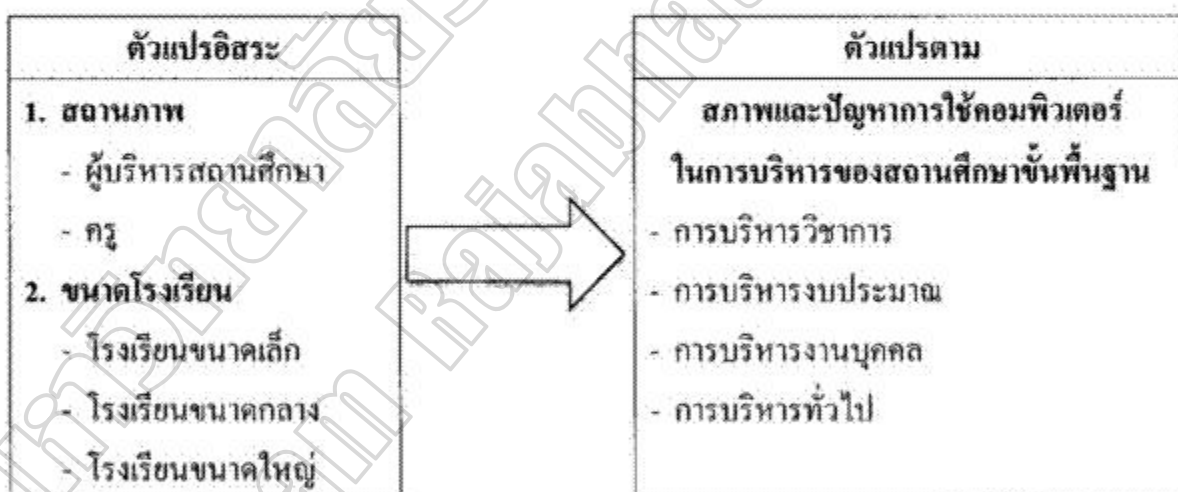 ตัวแปรอิสระ
1. สถานภาพ
- ผู้บริหารสถานศึกษา
- ครู
2. ขนาดโรงเรียน
- โรงเรียนขนาดเล็ก
- โรงเรียนขนาดกลาง
- โรงเรียนขนาดใหญ่
ตัวแปรตาม
สภาพและปัญหาการใช้คอมพิวเตอร์
ในการบริหารของสถานศึกษาขั้นพื้นฐาน
- การบริหารวิชาการ
- การบริหารงบประมาณ
- การบริหารงานบุคคล
- การบริหารทั่วไป